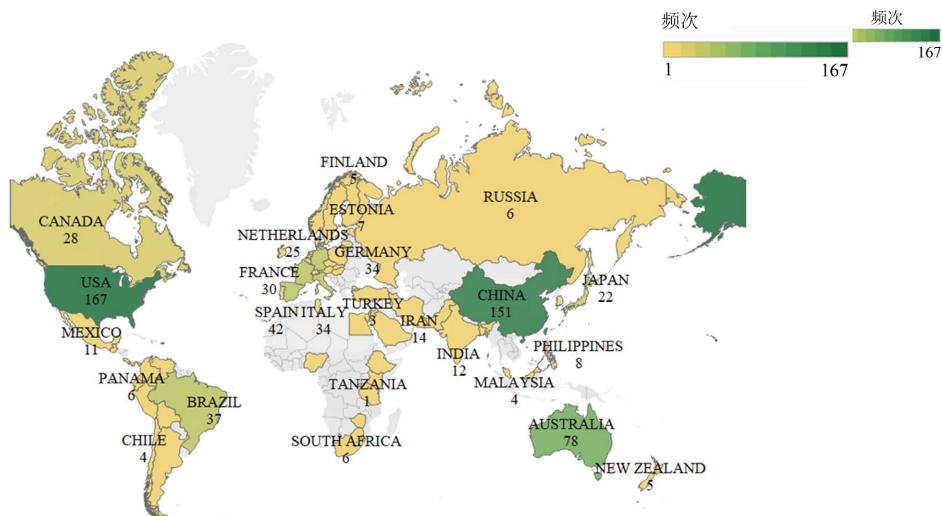 频次
频次
1
167
167
FINLAND
5
RUSSIA
6
ESTONIA
7
CANADA
28
NETHERLANDS
25
GERMANY
34
FRANCE
30
JAPAN
22
USA
167
CHINA
151
TURKEY
3
SPAIN
42
ITALY
34
IRAN
14
MEXICO
11
INDIA
12
PHILIPPINES
8
PANAMA
6
TANZANIA
1
MALAYSIA
4
BRAZIL
37
AUSTRALIA
78
CHILE
4
SOUTH AFRICA
6
NEW ZEALAND
5